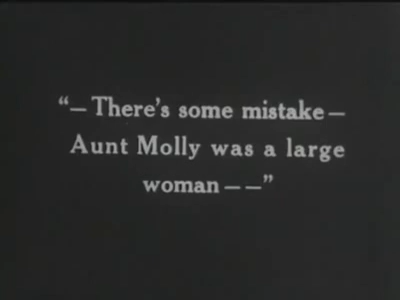 “—There's some mistake—
Aunt Molly was a large
woman——”